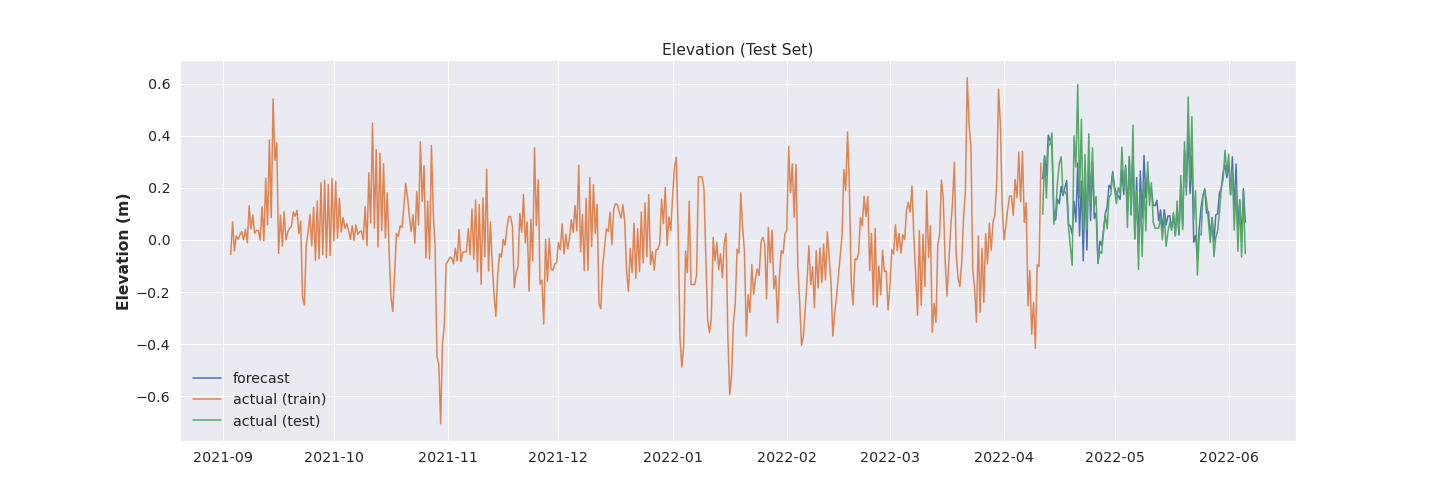 Elevation (Test Set)
Elevation (m)
0.6
0.4
0.2
0.0
−0.2
−0.4
−0.6
forecast
actual (train)
actual (test)
2021-09 2021-10 2021-11 2021-12 2022-01 2022-02 2022-03 2022-04 2022-05 2022-06